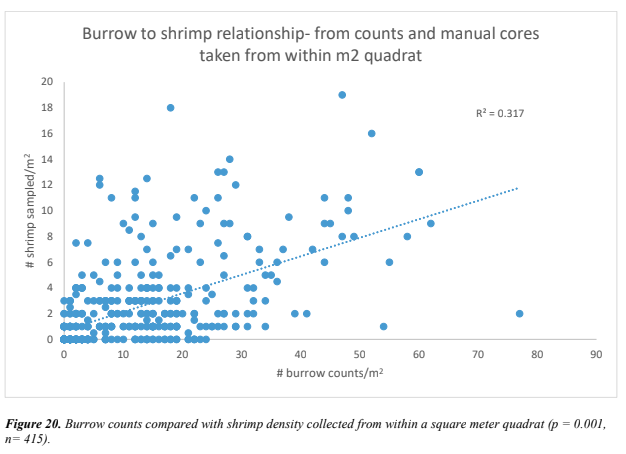 Burrow to shrimp relationship- from counts and manual cores
taken from within m2 quadrat
20
18
16
14
12
10
8
6
4
2
0
# shrimp sampled/m²
R² = 0.317
0 10 20 30 40 50 60 70 80 90
# burrow counts/m²
Figure 20. Burrow counts compared with shrimp density collected from within a square meter quadrat (p = 0.001,
n= 415).